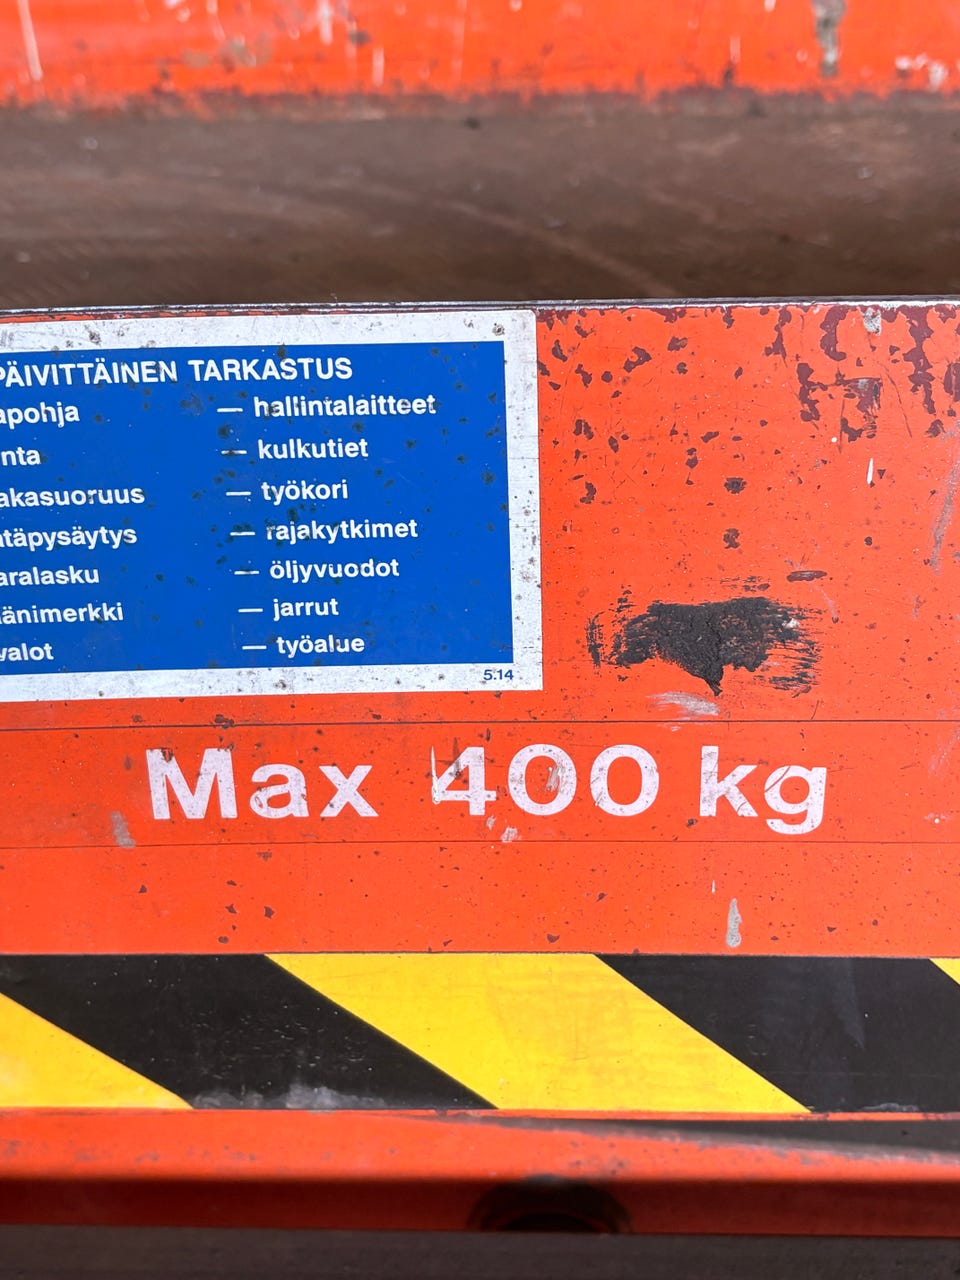 PÄIVITTÄINEN TARKASTUS
apohja — hallintalaitteet
nta — kulkutiet
akasuoruus — työkori
täpysäytys — rajakytkimet
aralasku — öljyvuodot
änimerkki — jarrut
valot — työalue
5.14
Max 400 kg